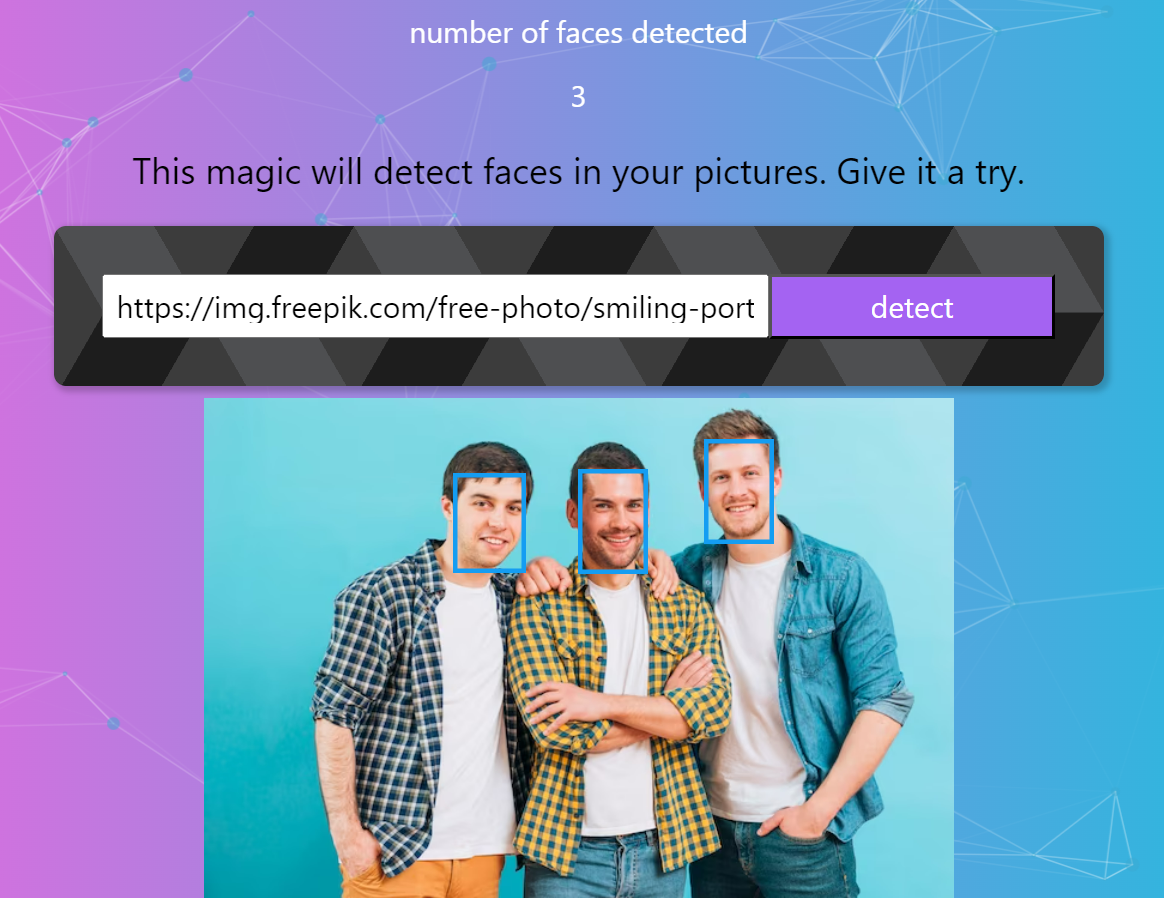 number of faces detected
3
This magic will detect faces in your pictures. Give it a try.
https://img.freepik.com/free-photo/smiling-port
detect